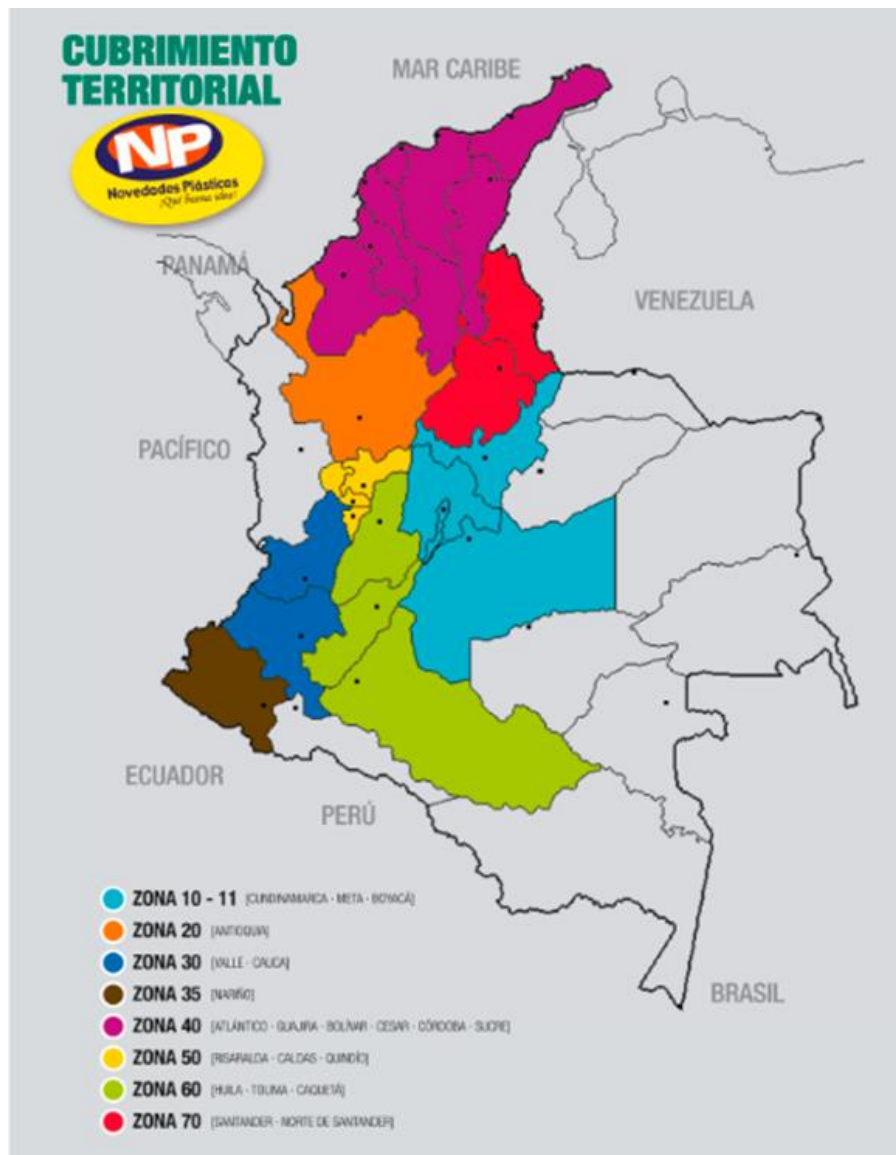 CUBRIMIENTO
TERRITORIAL
NP
Novedades Plásticas
MAR CARIBE
PANAMÁ
VENEZUELA
PACÍFICO
ECUADOR
PERÚ
BRASIL
ZONA 10 - 11 [CUNDINAMARCA - META - BOYACÁ]
ZONA 20 [ANTIOQUIA]
ZONA 30 [VALLE - CAUCA]
ZONA 35 [NARIÑO]
ZONA 40 [ATLÁNTICO - GUAJIRA - BOLÍVAR - CESAR - CÓRDOBA - SUCRE]
ZONA 50 [RISARALDA - CALDAS - QUINDÍO]
ZONA 60 [HUILA - TOLIMA - CAQUETÁ]
ZONA 70 [SANTANDER - NORTE DE SANTANDER]